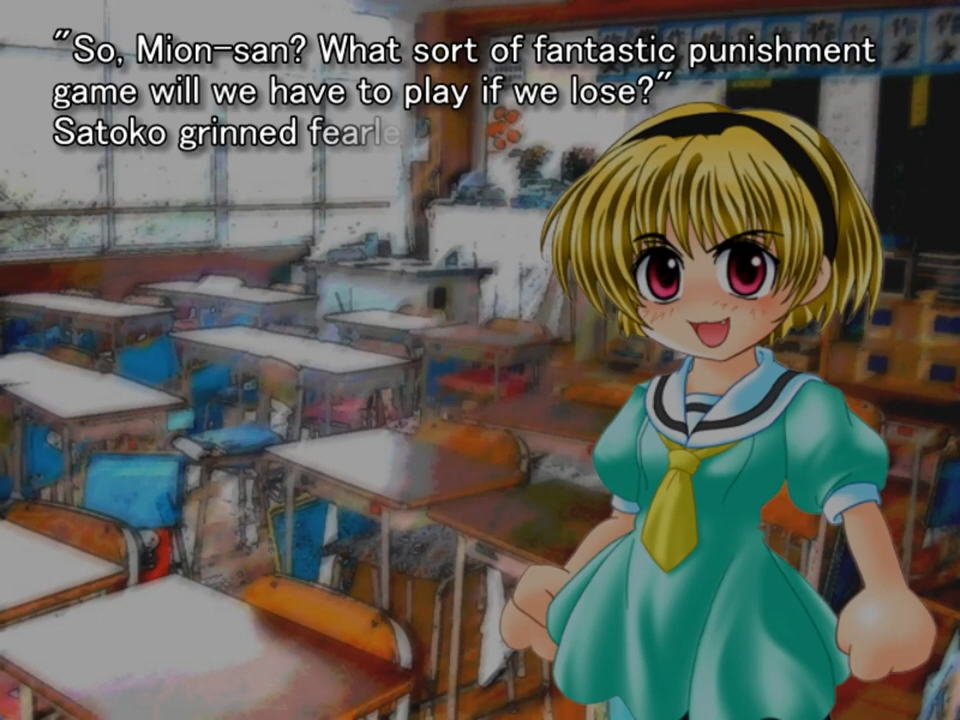 "So, Mion-san? What sort of fantastic punishment
game will we have to play if we lose?"
Satoko grinned fearle